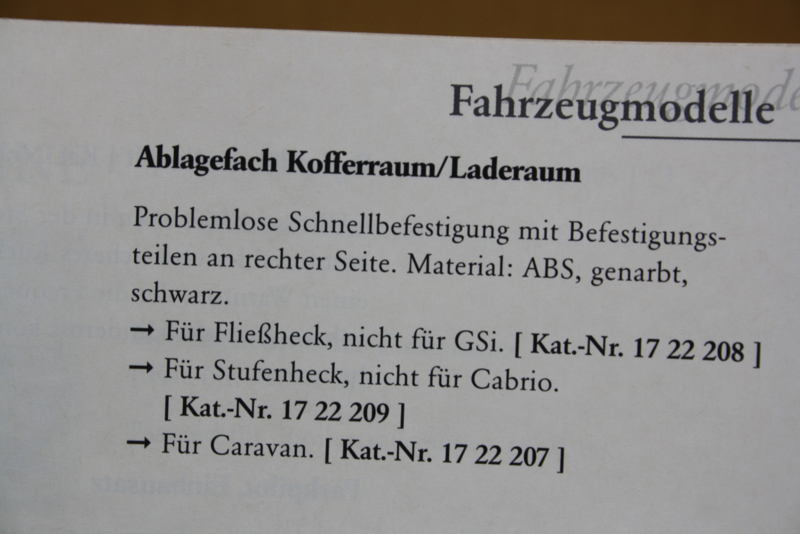 Fahrzeugmodelle
Fahrzeugmodelle
Ablagefach Kofferraum/Laderaum
Problemlose Schnellbefestigung mit Befestigungs-
teilen an rechter Seite. Material: ABS, genarbt,
schwarz.
→ Für Fließheck, nicht für GSi. [ Kat.-Nr. 17 22 208 ]
→ Für Stufenheck, nicht für Cabrio.
[ Kat.-Nr. 17 22 209 ]
→ Für Caravan. [ Kat.-Nr. 17 22 207 ]